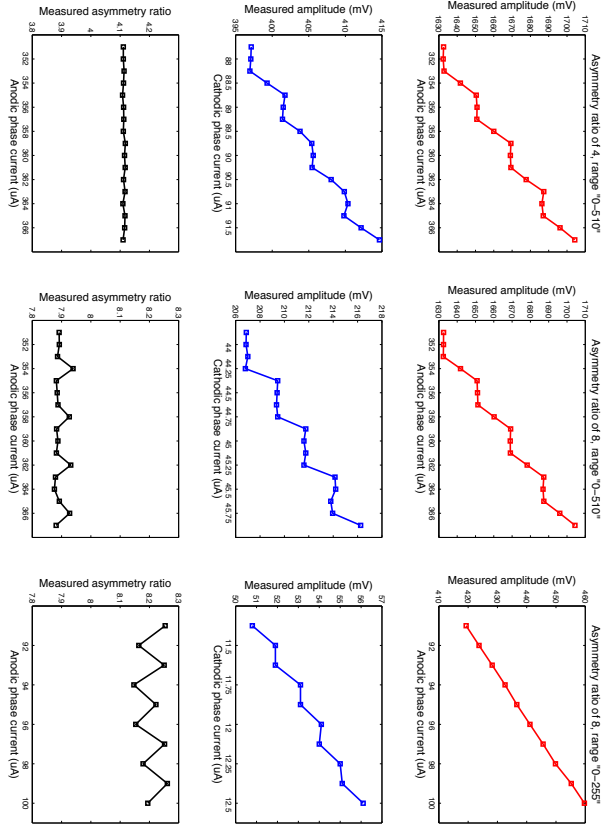 Asymmetry ratio of 4, range "0−510"
Measured amplitude (mV)
1710
1700
1690
1680
1670
1660
1650
1640
1630
352 354 356 358 360 362 364 366
Anodic phase current (uA)
Asymmetry ratio of 8, range "0−510"
Measured amplitude (mV)
1710
1700
1690
1680
1670
1660
1650
1640
1630
352 354 356 358 390 382 364 366
Anodic phase current (uA)
Asymmetry ratio of 8, range "0−255"
Measured amplitude (mV)
460
450
440
430
420
410
92 94 96 98 100
Anodic phase current (uA)
Measured amplitude (mV)
415
410
405
400
395
88 88.5 89 89.5 90 90.5 91 91.5
Cathodic phase current (uA)
Measured amplitude (mV)
218
216
214
212
210
208
44 44.25 44.5 44.75 45 45.25 45.5 45.75
Cathodic phase current (uA)
Measured amplitude (mV)
57
56
55
54
53
52
51
50
11.5 11.75 12 12.25 12.5
Cathodic phase current (uA)
Measured asymmetry ratio
4.3
4.2
4.1
4
3.9
3.8
352 354 356 358 360 362 364 366
Anodic phase current (uA)
Measured asymmetry ratio
8.3
8.2
8.1
8
7.9
7.8
352 354 356 358 390 382 364 366
Anodic phase current (uA)
Measured asymmetry ratio
8.3
8.2
8.1
8
7.9
7.8
92 94 96 98 100
Anodic phase current (uA)